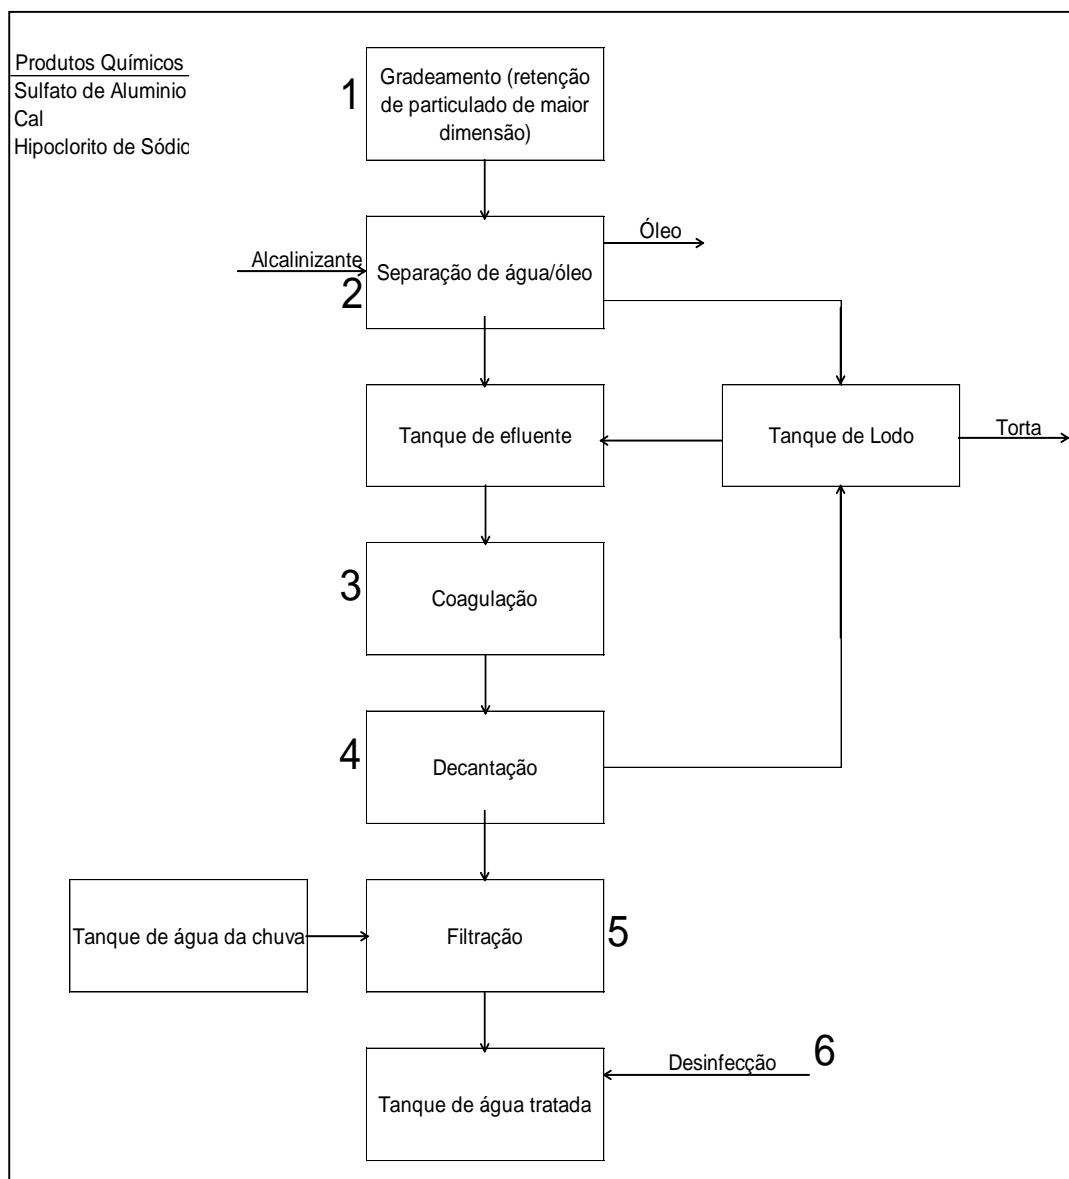 Produtos Químicos
Sulfato de Aluminio
Cal
Hipoclorito de Sódio
1
Gradeamento (retenção
de particulado de maior
dimensão)
Alcalinizante
2
Separação de água/óleo
Óleo
Tanque de efluente
Tanque de Lodo
Torta
3
Coagulação
4
Decantação
Tanque de água da chuva
Filtração
5
Desinfecção
6
Tanque de água tratada